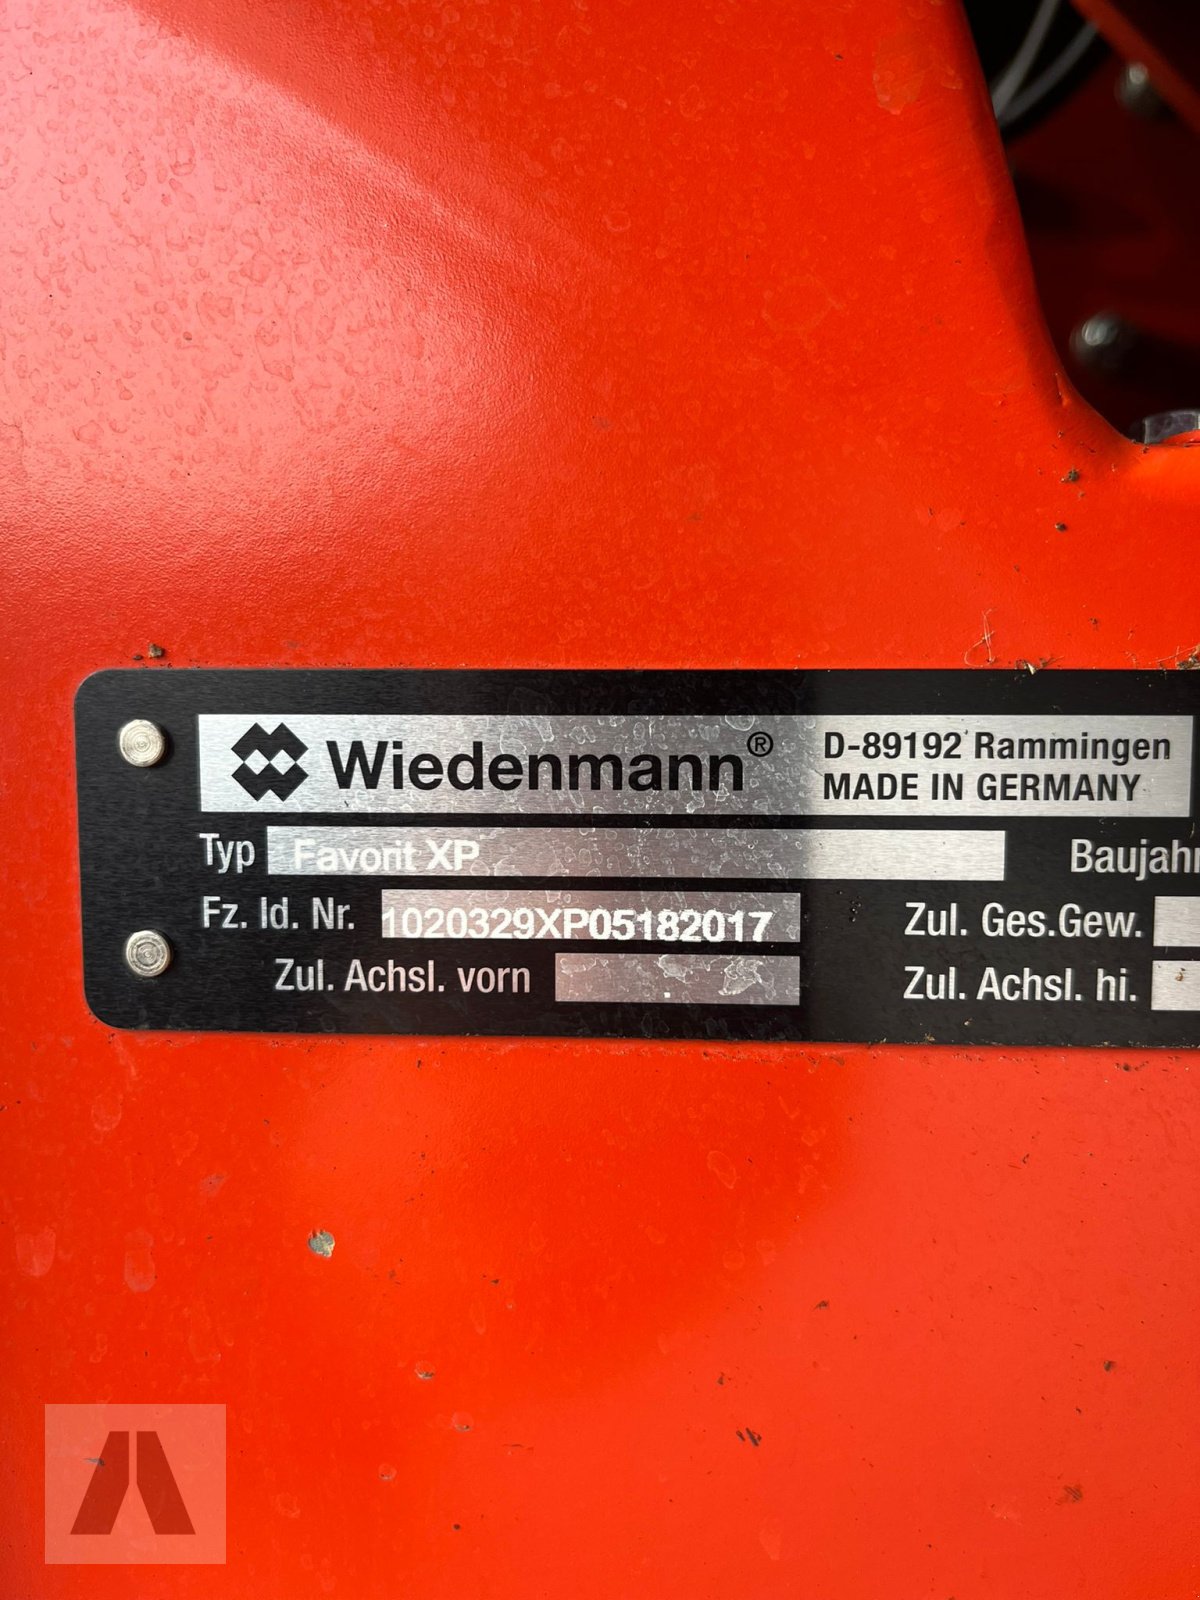 Wiedenmann® D-89192 Rammingen
MADE IN GERMANY
Typ Favorit XP Baujahr
Fz. Id. Nr. 1020329XP05182017 Zul. Ges.Gew.
Zul. Achsl. vorn Zul. Achsl. hi.